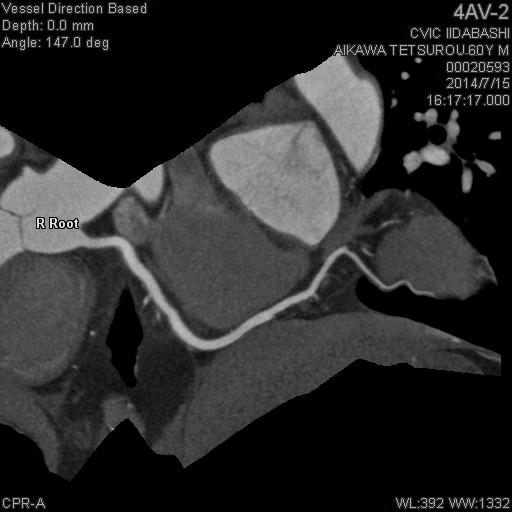 Vessel Direction Based
Depth: 0.0 mm
Angle: 147.0 deg
4AV-2
CVIC IIDABASHI
AIKAWA TETSUROU.60Y M
00020593
2014/7/15
16:17:17.000
R Root
CPR-A
WL:392 WW:1332